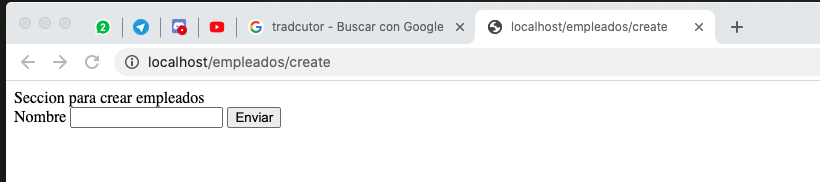 2
tradcutor - Buscar con Google
localhost/empleados/create
localhost/empleados/create
Seccion para crear empleados
Nombre Enviar